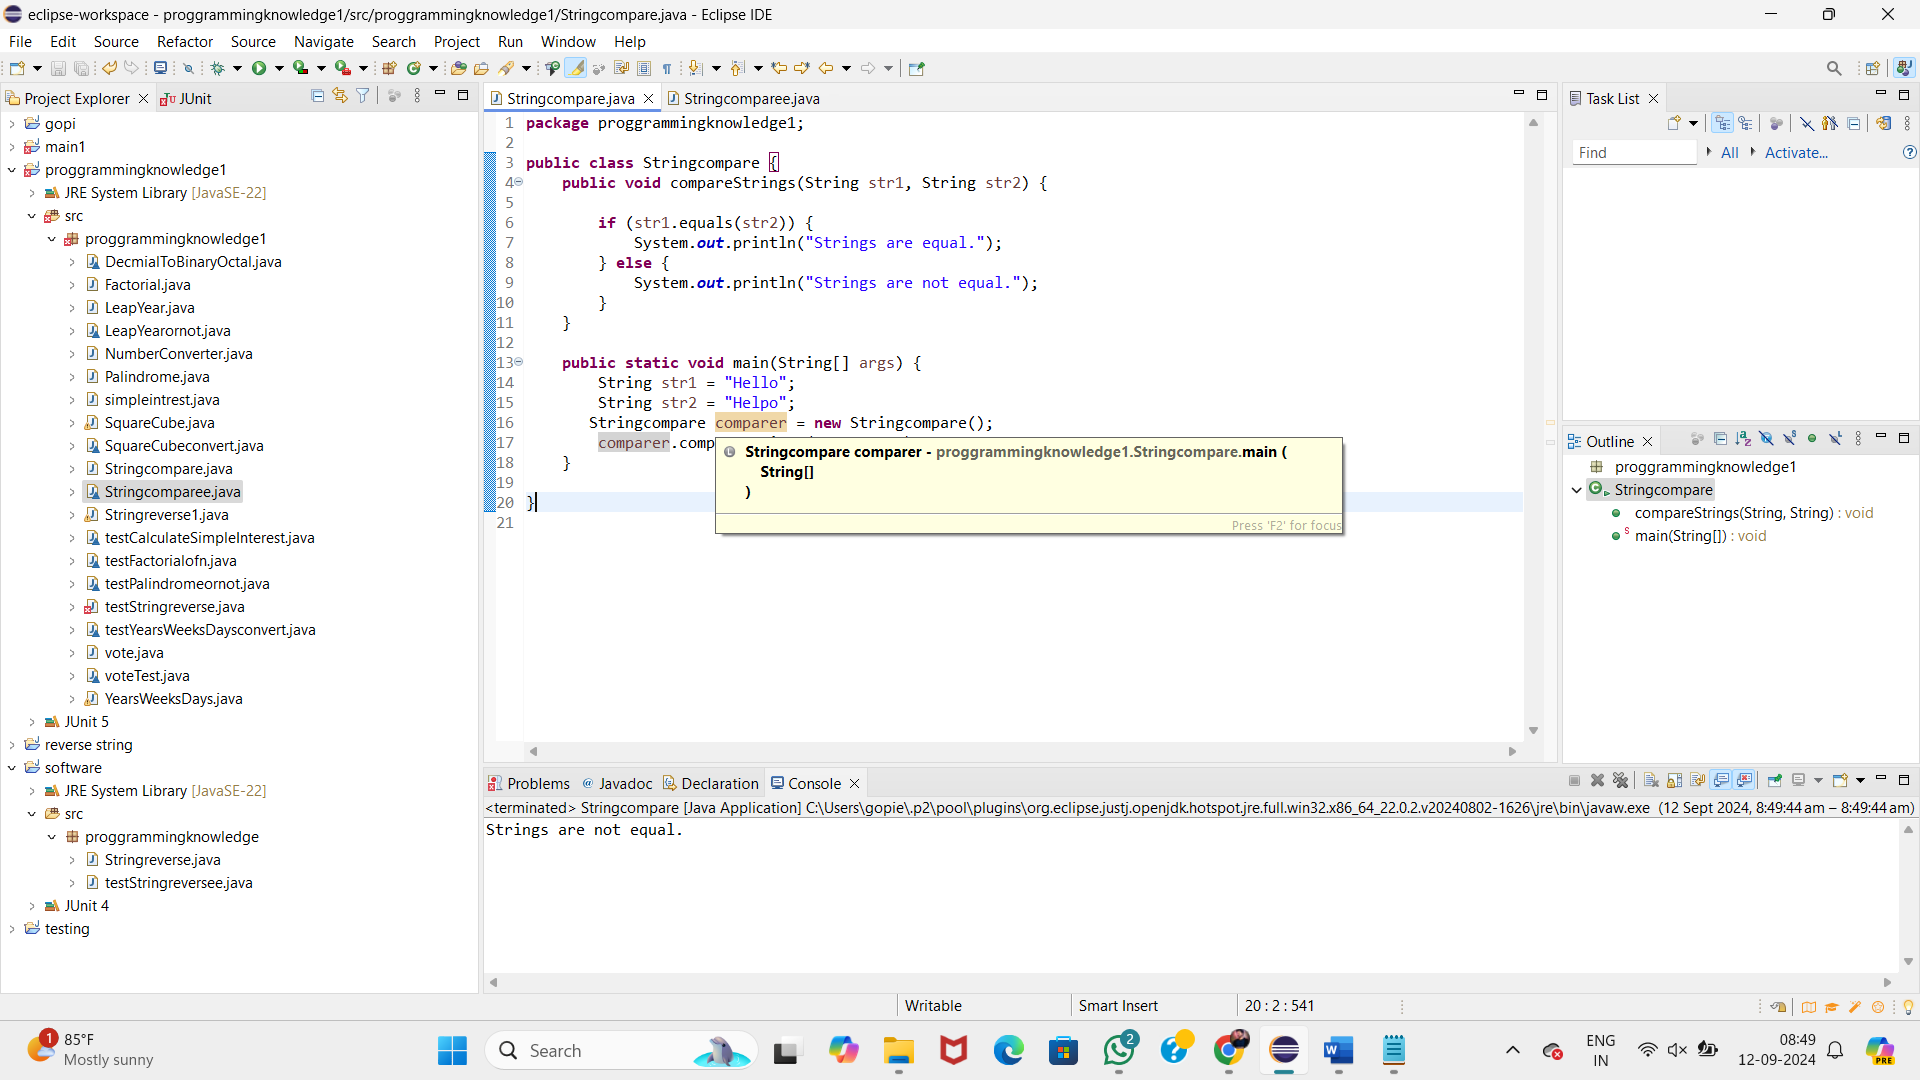 eclipse-workspace - proggrammingknowledge1/src/proggrammingknowledge1/Stringcompare.java - Eclipse IDE
File Edit Source Refactor Source Navigate Search Project Run Window Help
Project Explorer JUnit
gopi
main1
proggrammingknowledge1
JRE System Library [JavaSE-22]
src
proggrammingknowledge1
DecmialToBinaryOctal.java
Factorial.java
LeapYear.java
LeapYearornot.java
NumberConverter.java
Palindrome.java
simpleintrest.java
SquareCube.java
SquareCubeconvert.java
Stringcompare.java
Stringcomparee.java
Stringreverse1.java
testCalculateSimpleInterest.java
testFactorialofn.java
testPalindromeornot.java
testStringreverse.java
testYearsWeeksDaysconvert.java
vote.java
voteTest.java
YearsWeeksDays.java
JUnit 5
reverse string
software
JRE System Library [JavaSE-22]
src
proggrammingknowledge
Stringreverse.java
testStringreversee.java
JUnit 4
testing
Stringcompare.java Stringcomparee.java
1 package proggrammingknowledge1;
2
3 public class Stringcompare {
4 public void compareStrings(String str1, String str2) {
5
6 if (str1.equals(str2)) {
7 System.out.println("Strings are equal.");
8 } else {
9 System.out.println("Strings are not equal.");
10 }
11 }
12
13 public static void main(String[] args) {
14 String str1 = "Hello";
15 String str2 = "Helpo";
16 Stringcompare comparer = new Stringcompare();
17 comparer.comp
18 }
19
20 }
21
Stringcompare comparer - proggrammingknowledge1.Stringcompare.main (
String[]
)
Press 'F2' for focus
Task List
Find All Activate...
Outline
proggrammingknowledge1
Stringcompare
compareStrings(String, String) : void
main(String[]) : void
Problems Javadoc Declaration Console
<terminated> Stringcompare [Java Application] C:\Users\gopie\.p2\pool\plugins\org.eclipse.justj.openjdk.hotspot.jre.full.win32.x86_64_22.0.2.v20240802-1626\jre\bin\javaw.exe (12 Sept 2024, 8:49:44 am – 8:49:44 am)
Strings are not equal.
Writable Smart Insert 20 : 2 : 541
1 85°F
Mostly sunny
Search
2
ENG
IN
08:49
12-09-2024
PRE